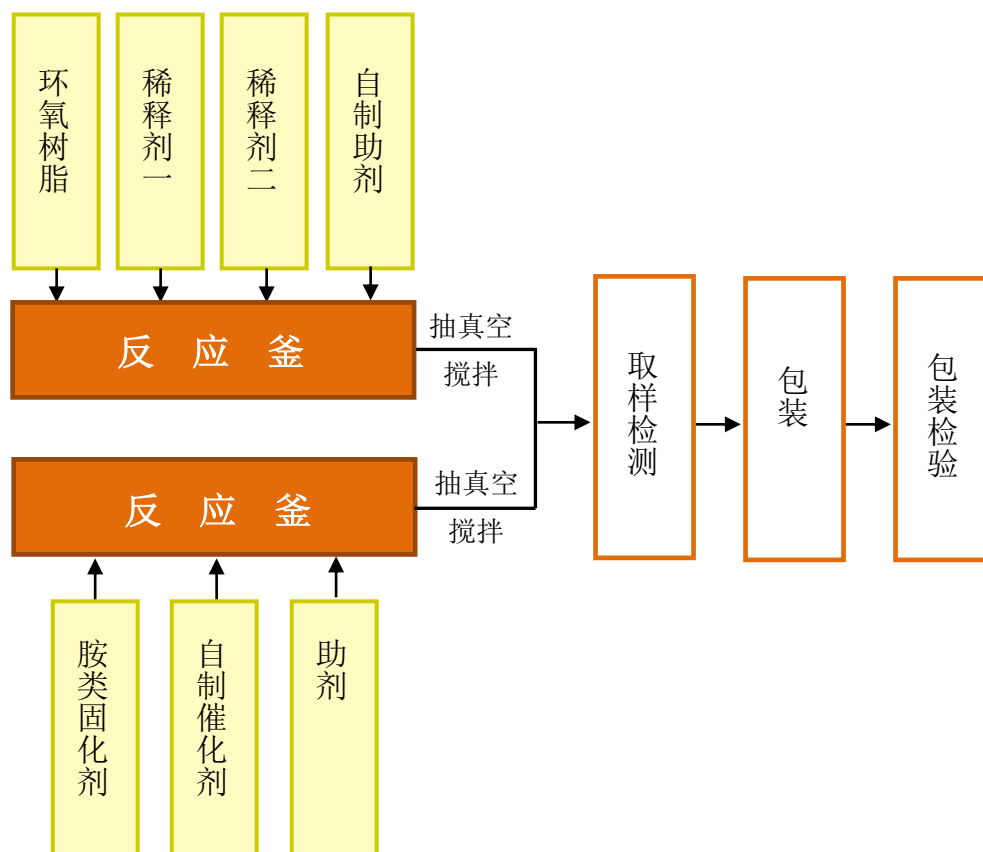 环氧树脂
稀释剂一
稀释剂二
自制助剂
反 应 釜
抽真空
搅拌
取样检测
包装
包装检验
反 应 釜
抽真空
搅拌
胺类固化剂
自制催化剂
助剂